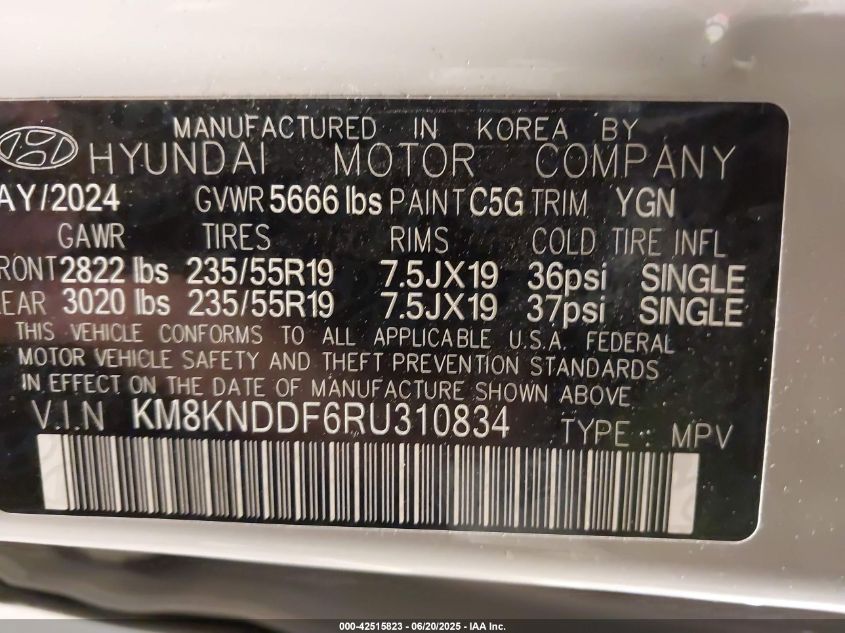 MANUFACTURED IN KOREA BY
HYUNDAI MOTOR COMPANY
AY/2024 GVWR 5666 lbs PAINT C5G TRIM YGN
GAWR TIRES RIMS COLD TIRE INFL
RONT 2822 lbs 235/55R19 7.5JX19 36psi SINGLE
EAR 3020 lbs 235/55R19 7.5JX19 37psi SINGLE
THIS VEHICLE CONFORMS TO ALL APPLICABLE U.S.A. FEDERAL
MOTOR VEHICLE SAFETY AND THEFT PREVENTION STANDARDS
IN EFFECT ON THE DATE OF MANUFACTURE SHOWN ABOVE
V.I.N KM8KNDDF6RU310834 TYPE : MPV
000-42515823 - 06/20/2025 - IAA Inc.